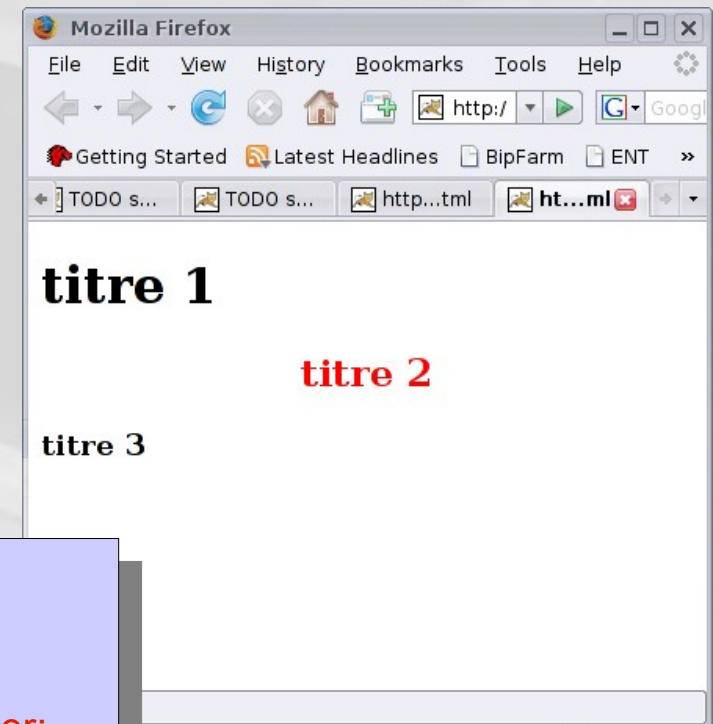 Mozilla Firefox
File Edit View History Bookmarks Tools Help
http:/ G Googl
Getting Started Latest Headlines BipFarm ENT »
TODO s... TODO s... http...tml ht...ml
titre 1
titre 2
titre 3